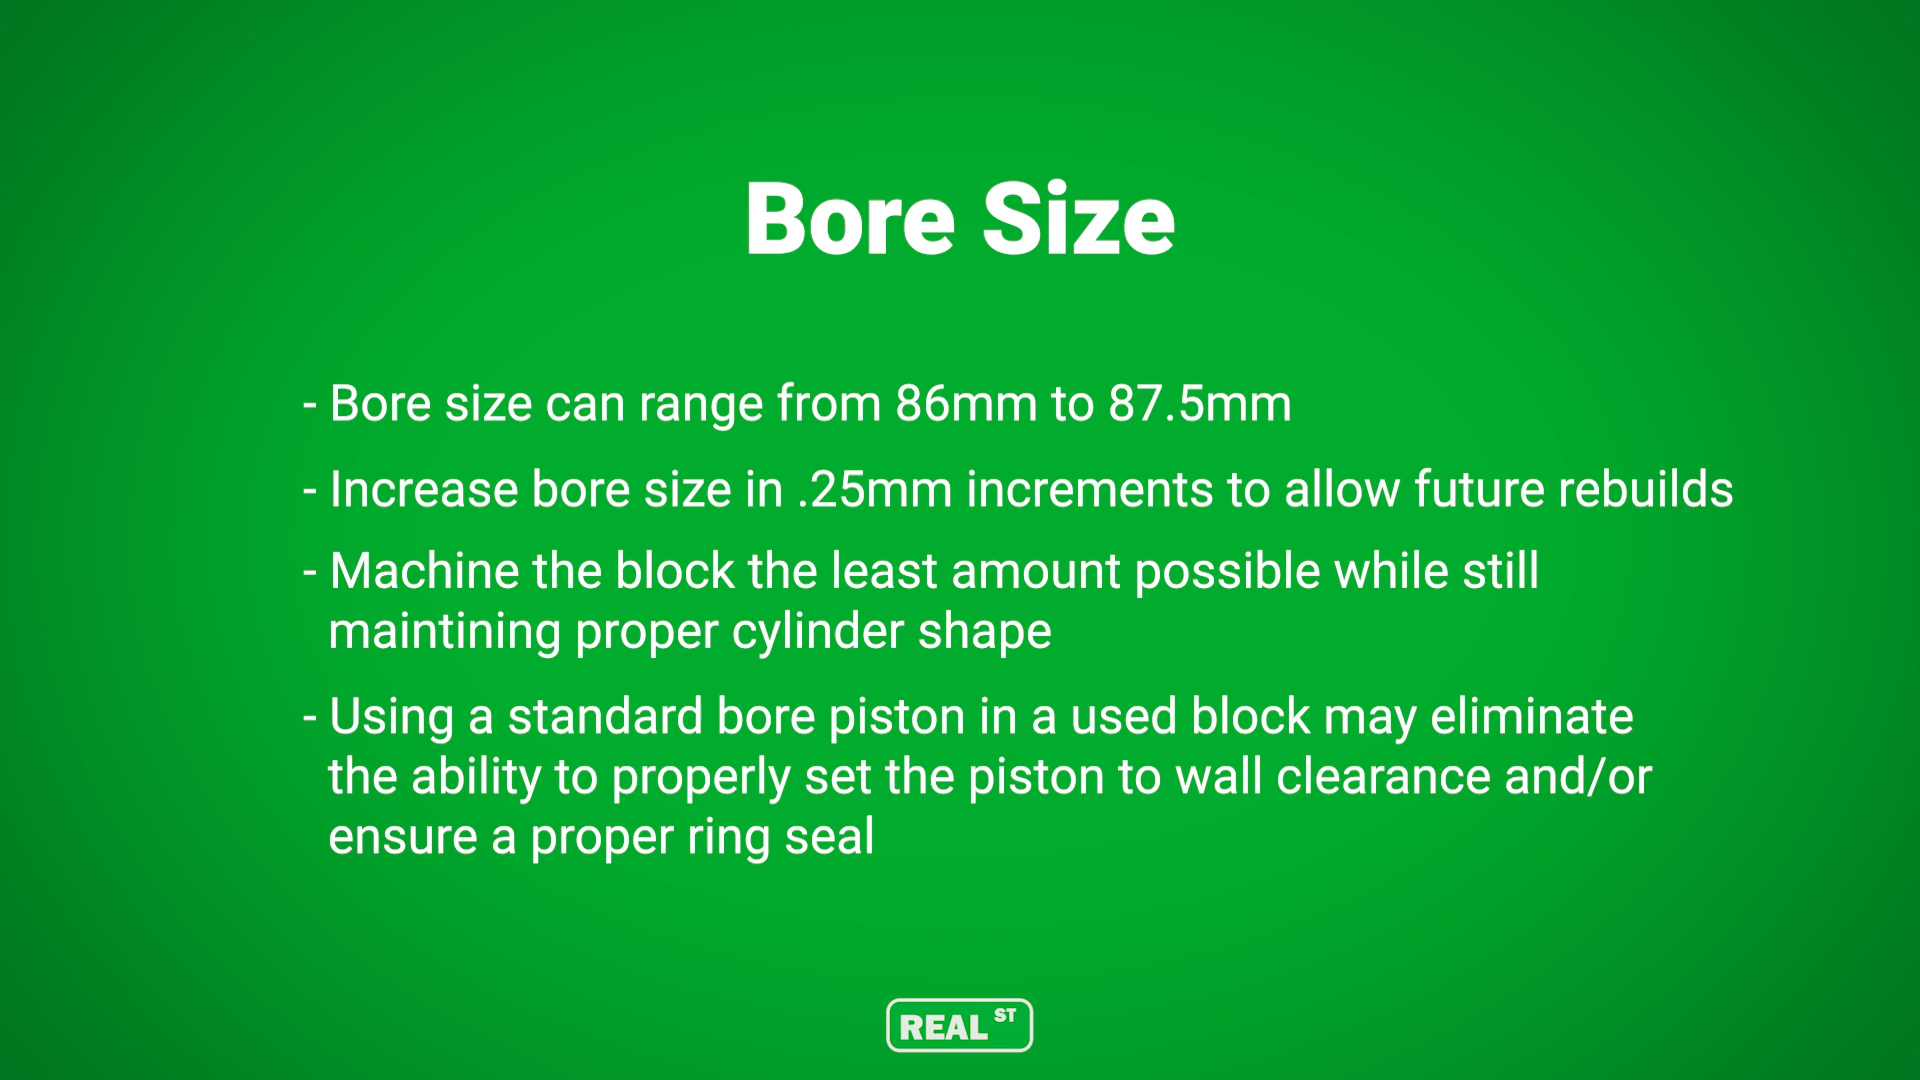 Bore Size
- Bore size can range from 86mm to 87.5mm
- Increase bore size in .25mm increments to allow future rebuilds
- Machine the block the least amount possible while still
maintining proper cylinder shape
- Using a standard bore piston in a used block may eliminate
the ability to properly set the piston to wall clearance and/or
ensure a proper ring seal
REAL ST